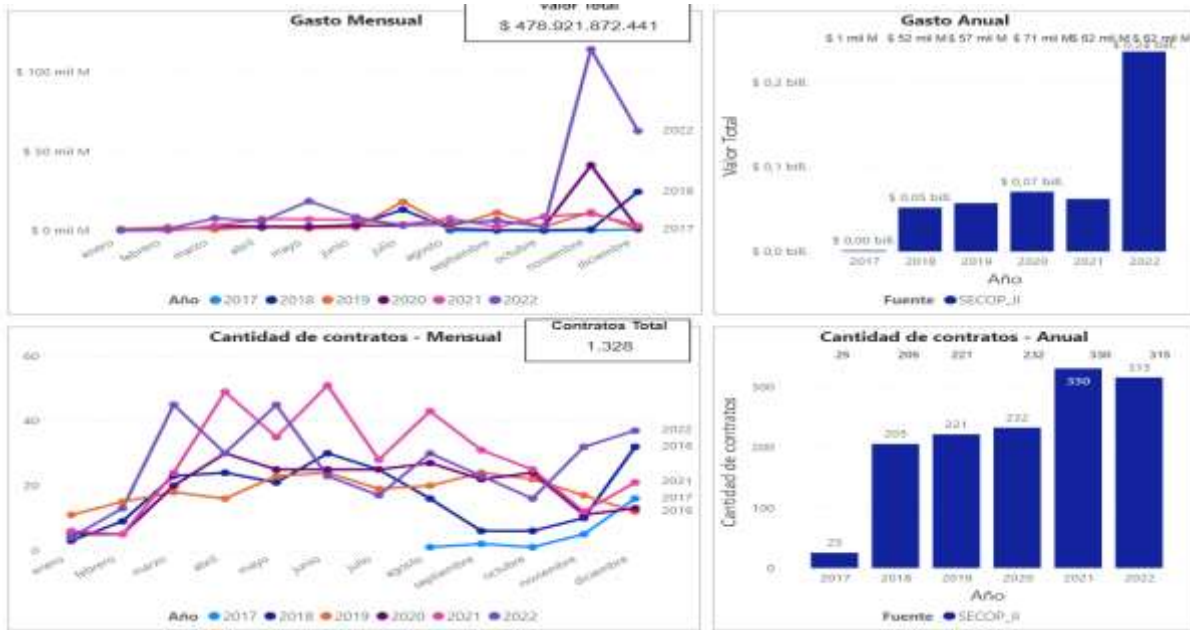 Gasto Mensual
Valor Total
$ 478.921.872.441
$ 100 mil M
$ 50 mil M
$ 0 mil M
2022
2018
2017
enero
febrero
marzo
abril
mayo
junio
julio
agosto
septiembre
octubre
noviembre
diciembre
Año 2017 2018 2019 2020 2021 2022
Gasto Anual
$ 1 mil M $ 52 mil M $ 57 mil M $ 71 mil M
Valor Total
$ 0,2 bill.
$ 0,1 bill.
$ 0,0 bill.
$ 0,00 bill.
$ 0,05 bill.
$ 0,07 bill.
2017 2018 2019 2020 2021 2022
Año
Fuente SECOP_II
Cantidad de contratos - Mensual
Contratos Total
1.328
60
40
20
0
2022
2018
2021
2017
enero
febrero
marzo
abril
mayo
junio
julio
agosto
septiembre
octubre
noviembre
diciembre
Año 2017 2018 2019 2020 2021 2022
Cantidad de contratos - Anual
25 205 221 232 330 315
Cantidad de contratos
300
200
100
0
25
205
221
232
330
315
2017 2018 2019 2020 2021 2022
Año
Fuente SECOP_II